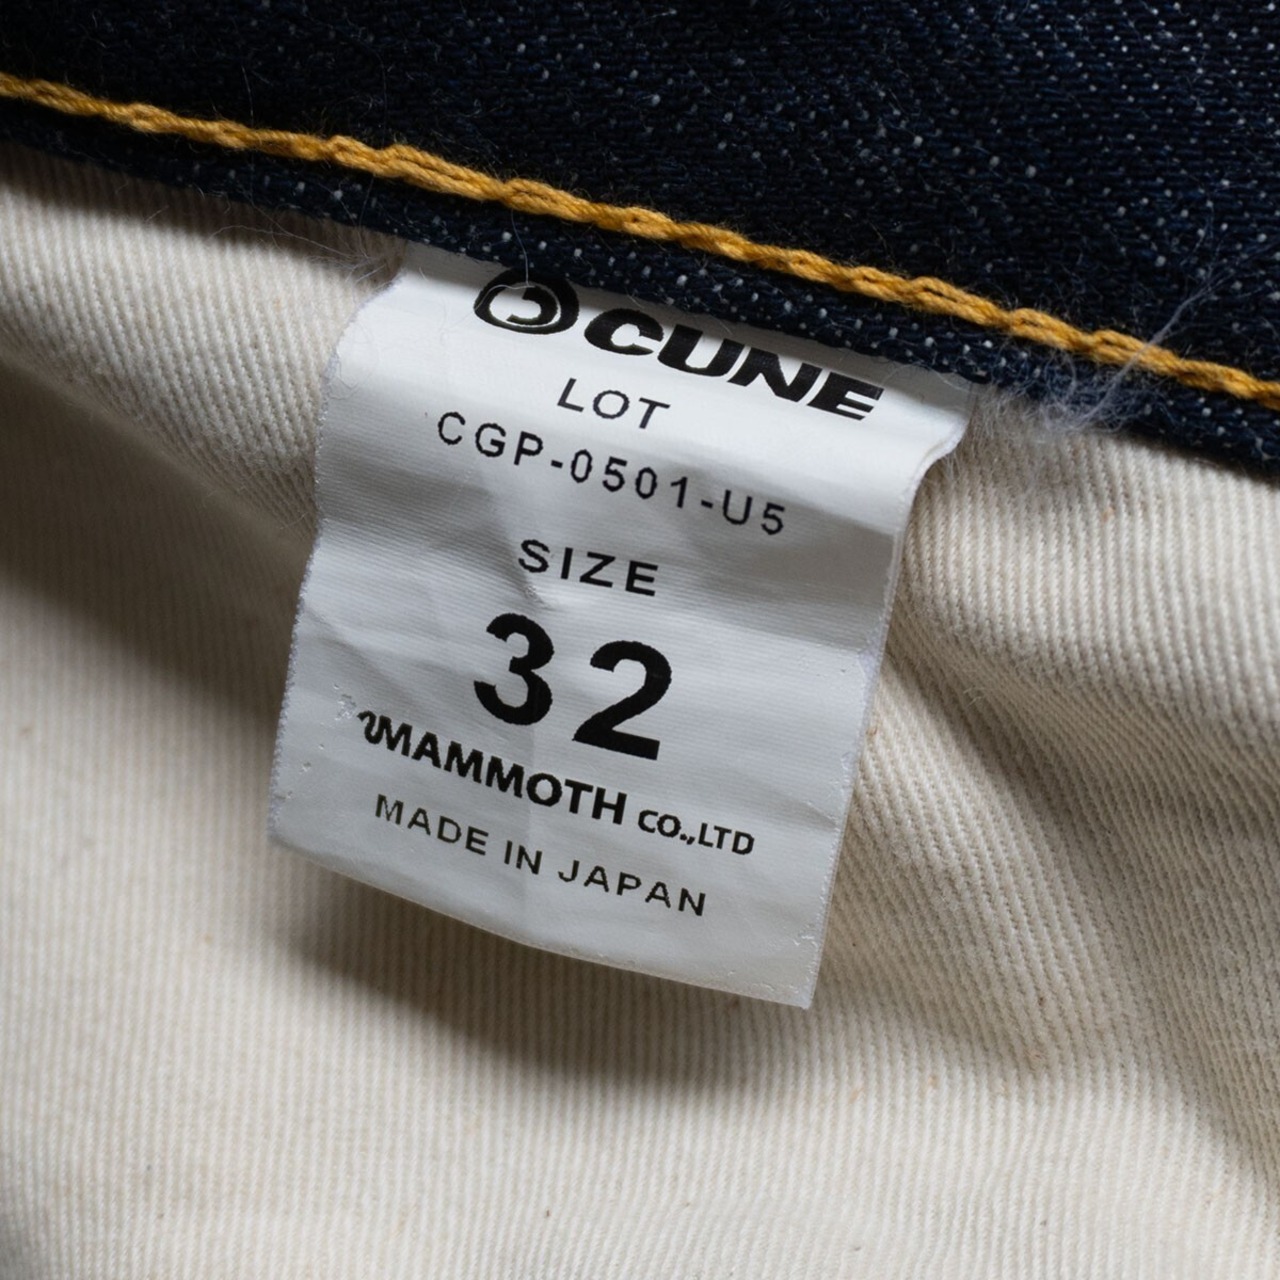 CUNE
LOT
CGP-0501-U5
SIZE
32
MAMMOTH CO.,LTD
MADE IN JAPAN